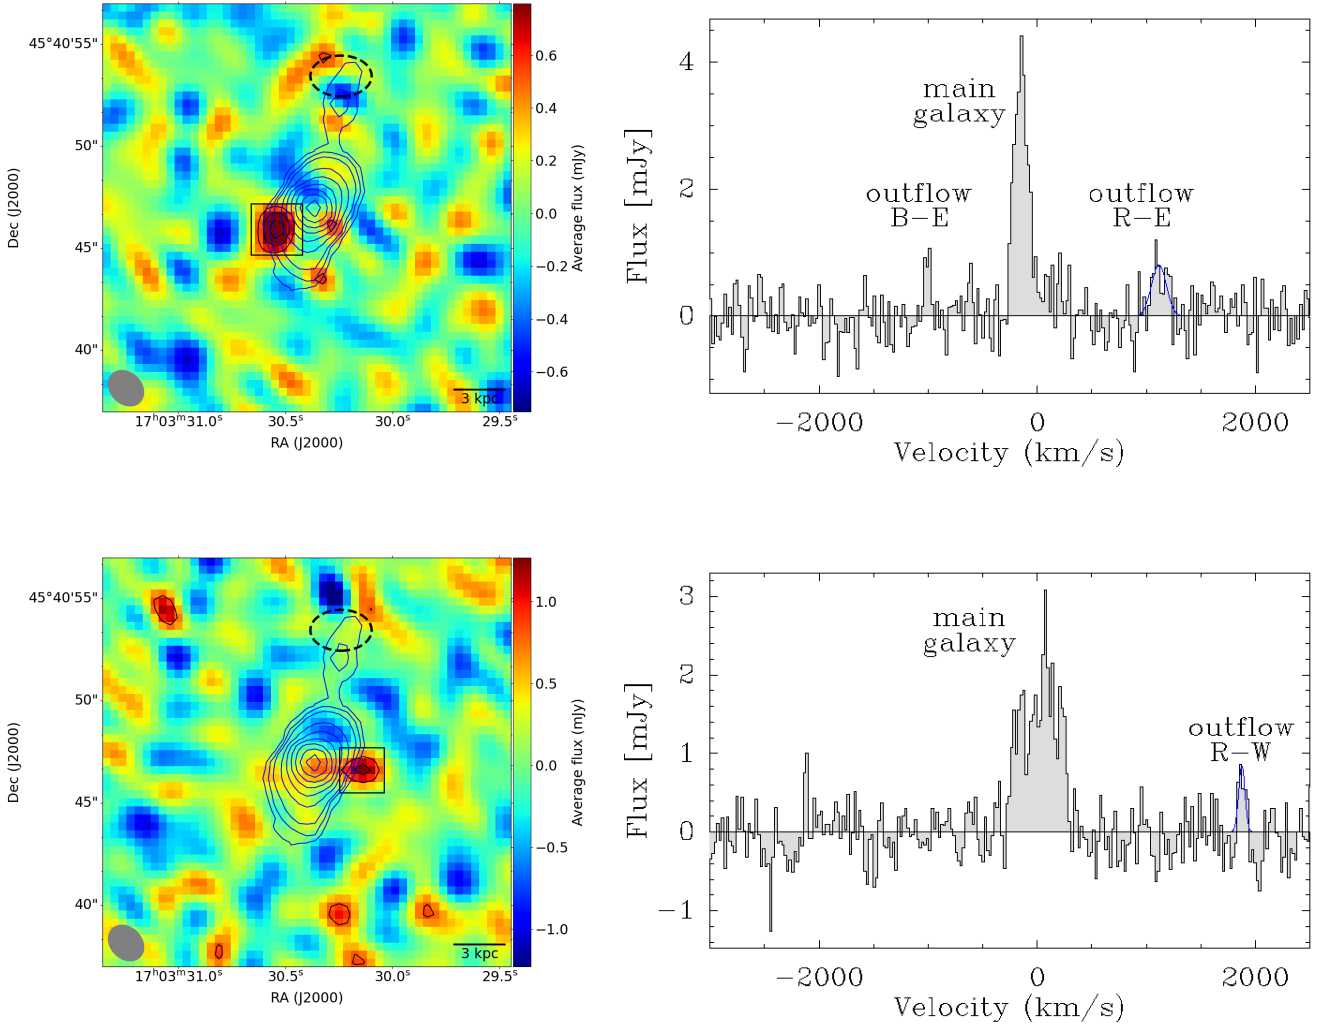 45°40'55"
50"
45"
40"
Dec (J2000)
17ʰ03ᵐ31.0ˢ
30.5ˢ
30.0ˢ
29.5ˢ
RA (J2000)
3 kpc
0.6
0.4
0.2
0.0
−0.2
−0.4
−0.6
Average flux (mJy)
4
2
0
Flux [mJy]
main
galaxy
outflow
B−E
outflow
R−E
−2000
0
2000
Velocity (km/s)
45°40'55"
50"
45"
40"
Dec (J2000)
17ʰ03ᵐ31.0ˢ
30.5ˢ
30.0ˢ
29.5ˢ
RA (J2000)
3 kpc
1.0
0.5
0.0
−0.5
−1.0
Average flux (mJy)
3
2
1
0
−1
Flux [mJy]
main
galaxy
outflow
R−W
−2000
0
2000
Velocity (km/s)